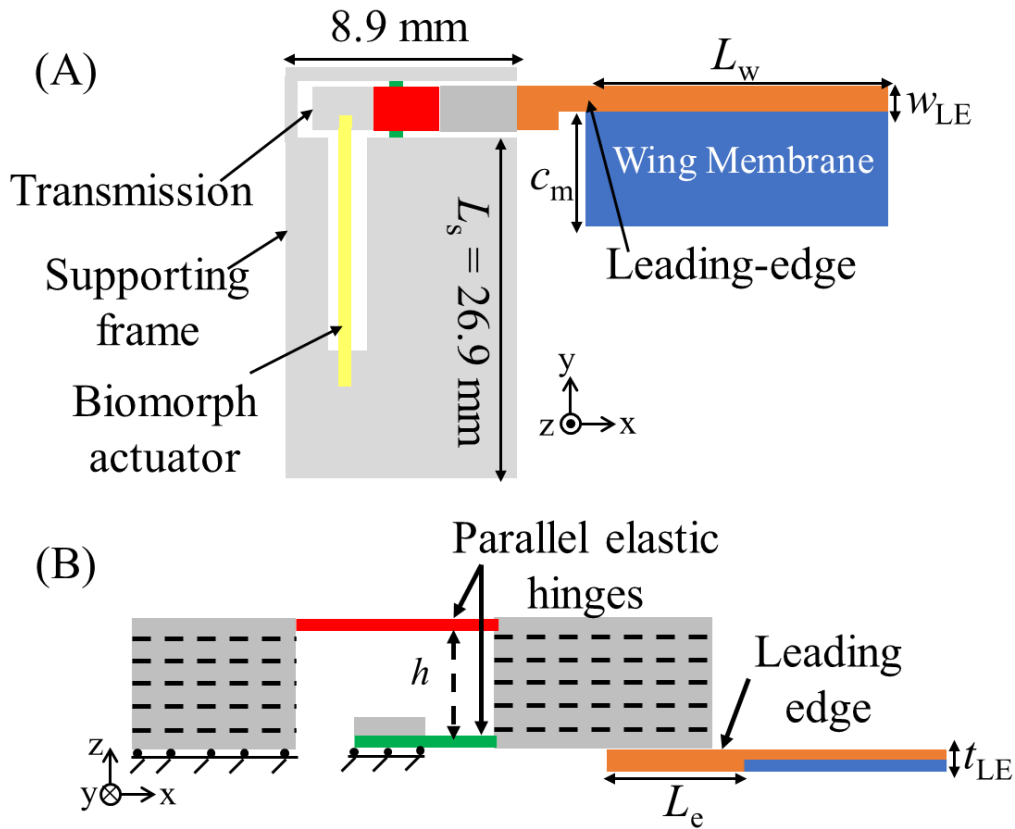 (A)
8.9 mm
Lw
wLE
Wing Membrane
cm
Transmission
Ls = 26.9 mm
Leading-edge
Supporting
frame
Biomorph
actuator
y
z
x
(B)
Parallel elastic
hinges
h
Leading
edge
z
y
x
tLE
Le